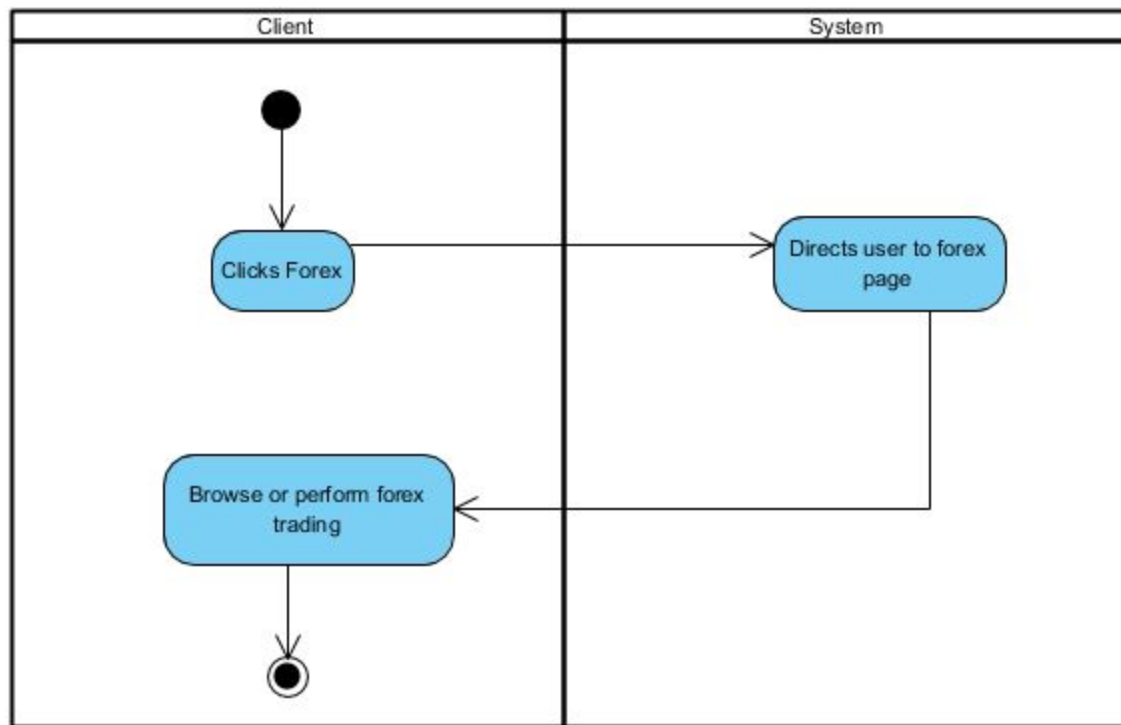 Client
System
Clicks Forex
Directs user to forex
page
Browse or perform forex
trading